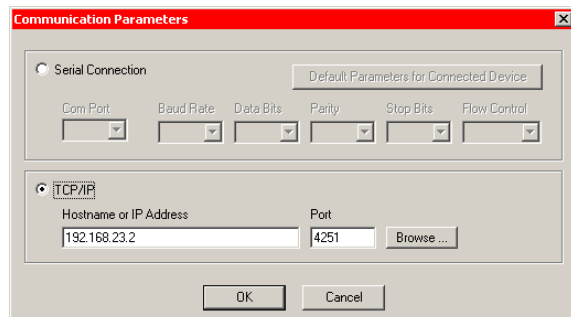 Communication Parameters
Serial Connection
Default Parameters for Connected Device
Com Port Baud Rate Data Bits Parity Stop Bits Flow Control
TCP/IP
Hostname or IP Address Port
192.168.23.2 4251 Browse ...
OK Cancel